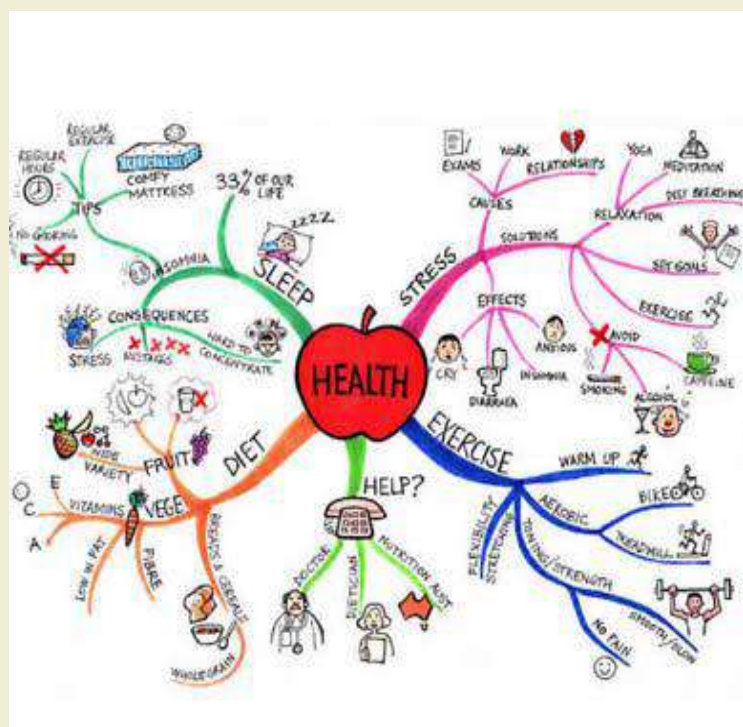 HEALTH
SLEEP
33% OF OUR
LIFE
ZZZZ
INSOMNIA
TIPS
REGULAR
EXERCISE
REGULAR
HOURS
COMFY
MATTRESS
NO SMOKING
CONSEQUENCES
STRESS
MISTAKES
HARD TO
CONCENTRATE
STRESS
CAUSES
EXAMS
WORK
RELATIONSHIPS
SOLUTIONS
RELAXATION
YOGA
MEDITATION
DEEP BREATHING
SET GOALS
EXERCISE
AVOID
SMOKING
ALCOHOL
CAFFEINE
EFFECTS
CRY
DIARRHEA
INSOMNIA
ANXIOUS
DIET
FRUIT
WIDE
VARIETY
VEGE
VITAMINS
E
C
A
LOW IN FAT
FIBRE
BREADS & CEREALS
WHOLEGRAIN
HELP?
DOCTOR
DIETICIAN
NUTRITION AUST
EXERCISE
WARM UP
AEROBIC
BIKE
TREADMILL
TONING/STRENGTH
SMOOTH/SLOW
NO PAIN
FLEXIBILITY
STRETCHING